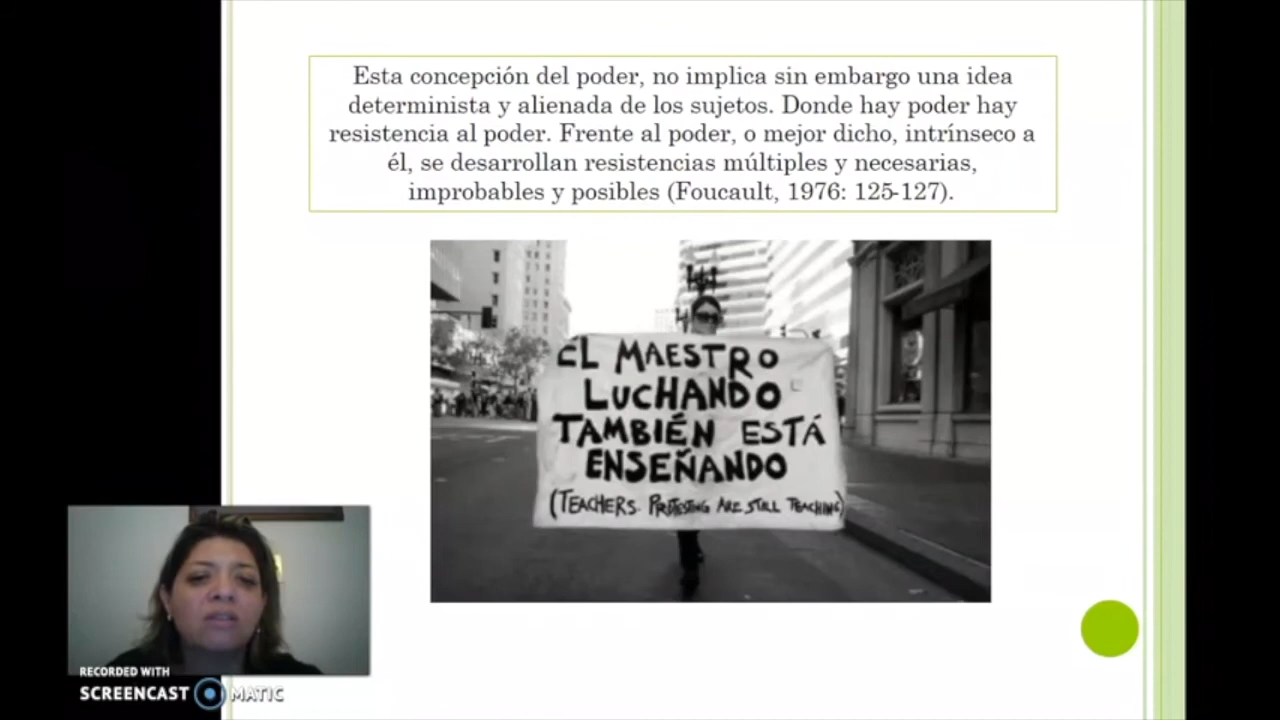 Esta concepción del poder, no implica sin embargo una idea
determinista y alienada de los sujetos. Donde hay poder hay
resistencia al poder. Frente al poder, o mejor dicho, intrínseco a
él, se desarrollan resistencias múltiples y necesarias,
improbables y posibles (Foucault, 1976: 125-127).
EL MAESTRO
LUCHANDO
TAMBIÉN ESTÁ
ENSEÑANDO
(TEACHERS PROTESTING ARE STILL TEACHING)
RECORDED WITH
SCREENCAST MATIC